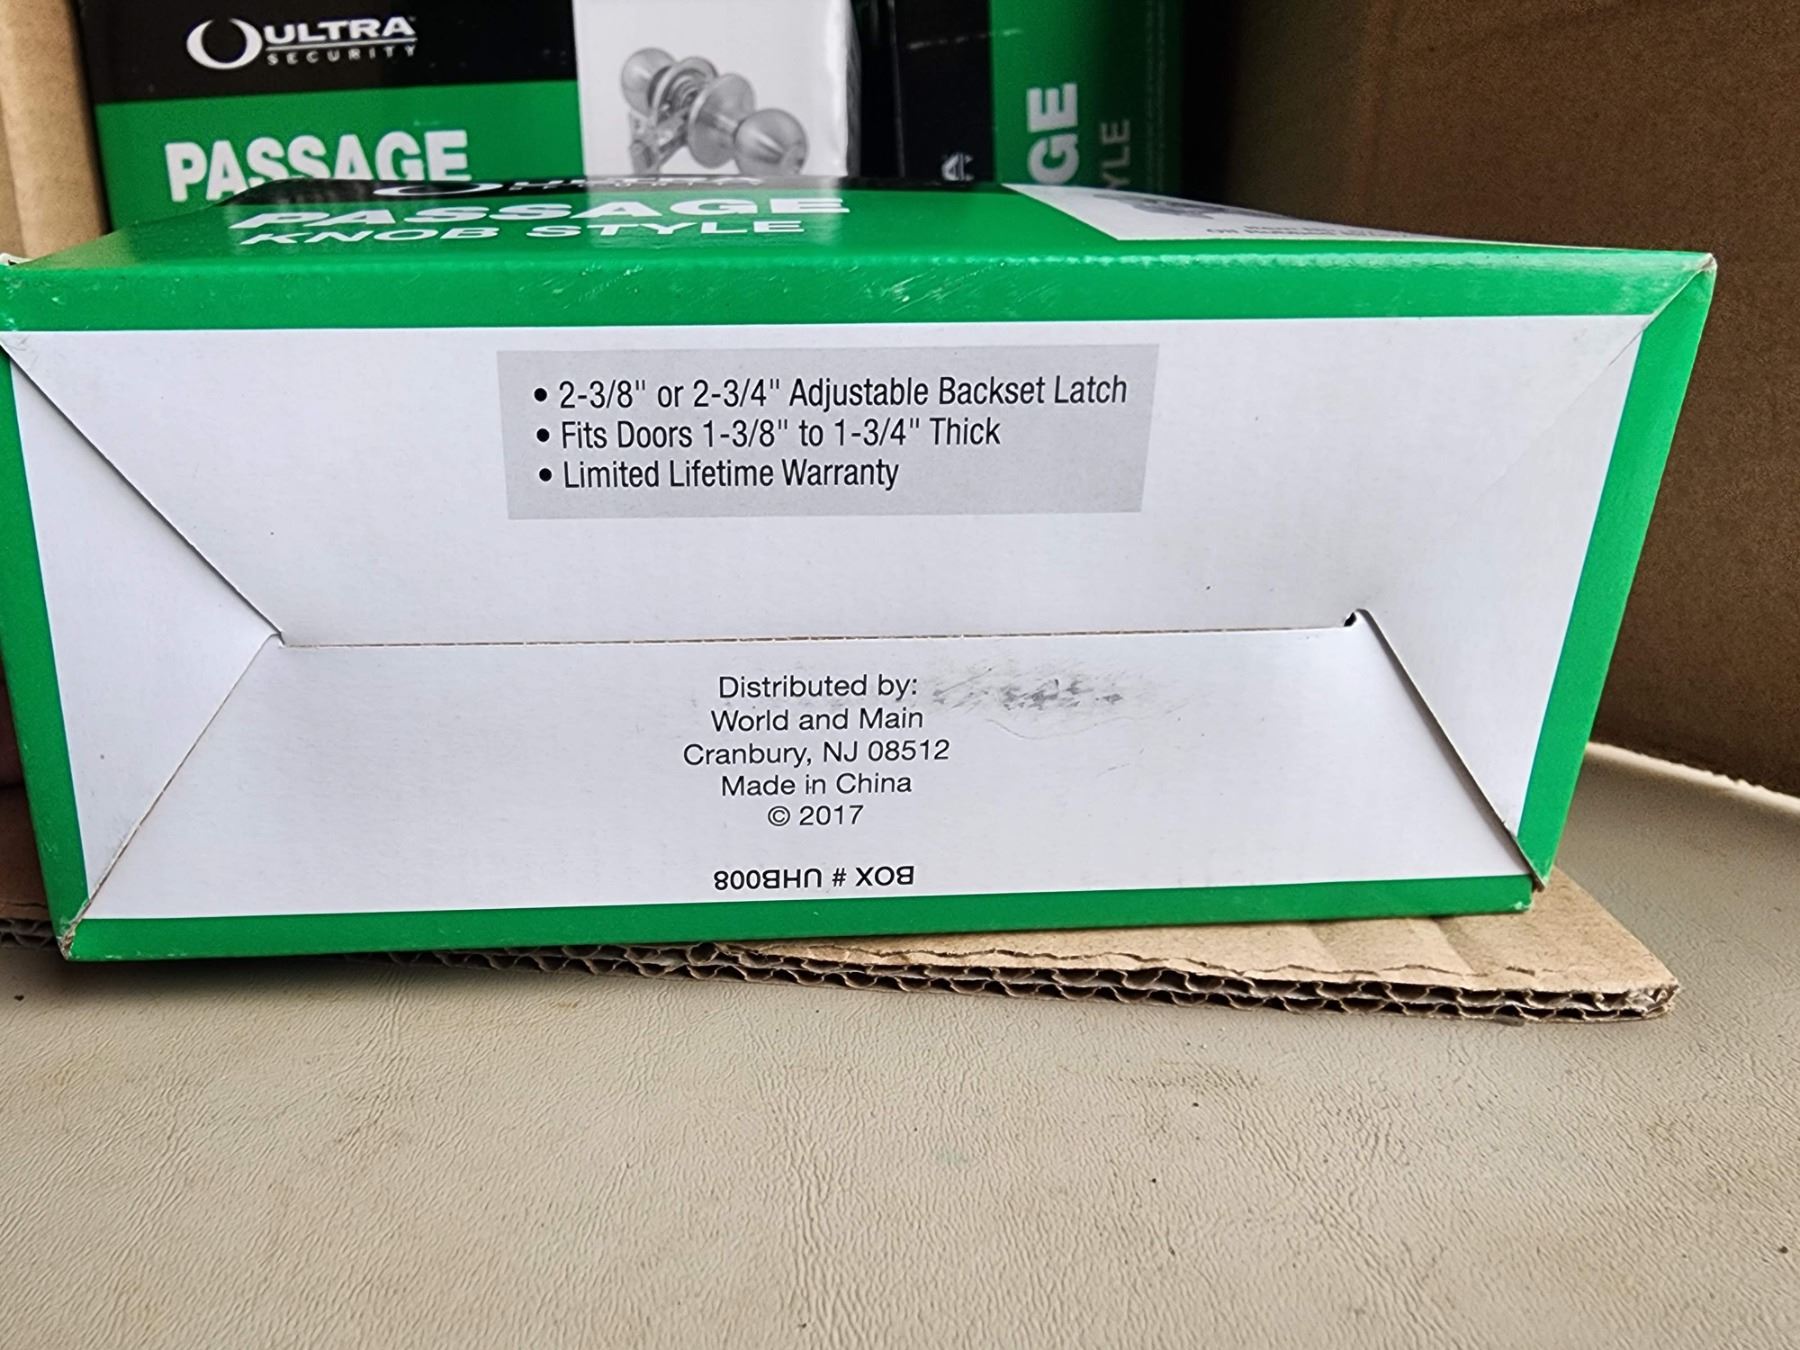 ULTRA
SECURITY
PASSAGE
GE
YLE
PASSAGE
KNOB STYLE
• 2-3/8" or 2-3/4" Adjustable Backset Latch
• Fits Doors 1-3/8" to 1-3/4" Thick
• Limited Lifetime Warranty
Distributed by:
World and Main
Cranbury, NJ 08512
Made in China
© 2017
BOX # UHB008